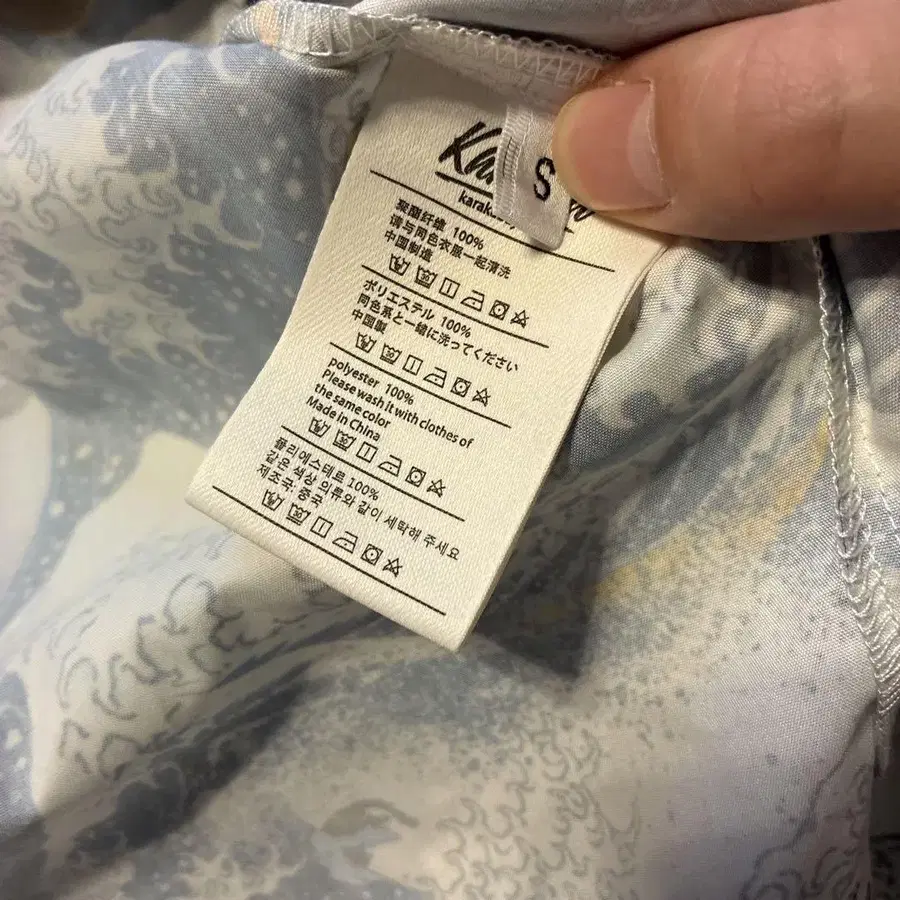 S
聚酯纤维 100%
请与同色衣服一起清洗
中国制造
ポリエステル 100%
同色系と一緒に洗ってください
中国製
polyester 100%
Please wash it with clothes of
the same color
Made in China
폴리에스테르 100%
같은 색상 의류와 같이 세탁해 주세요
제조국: 중국